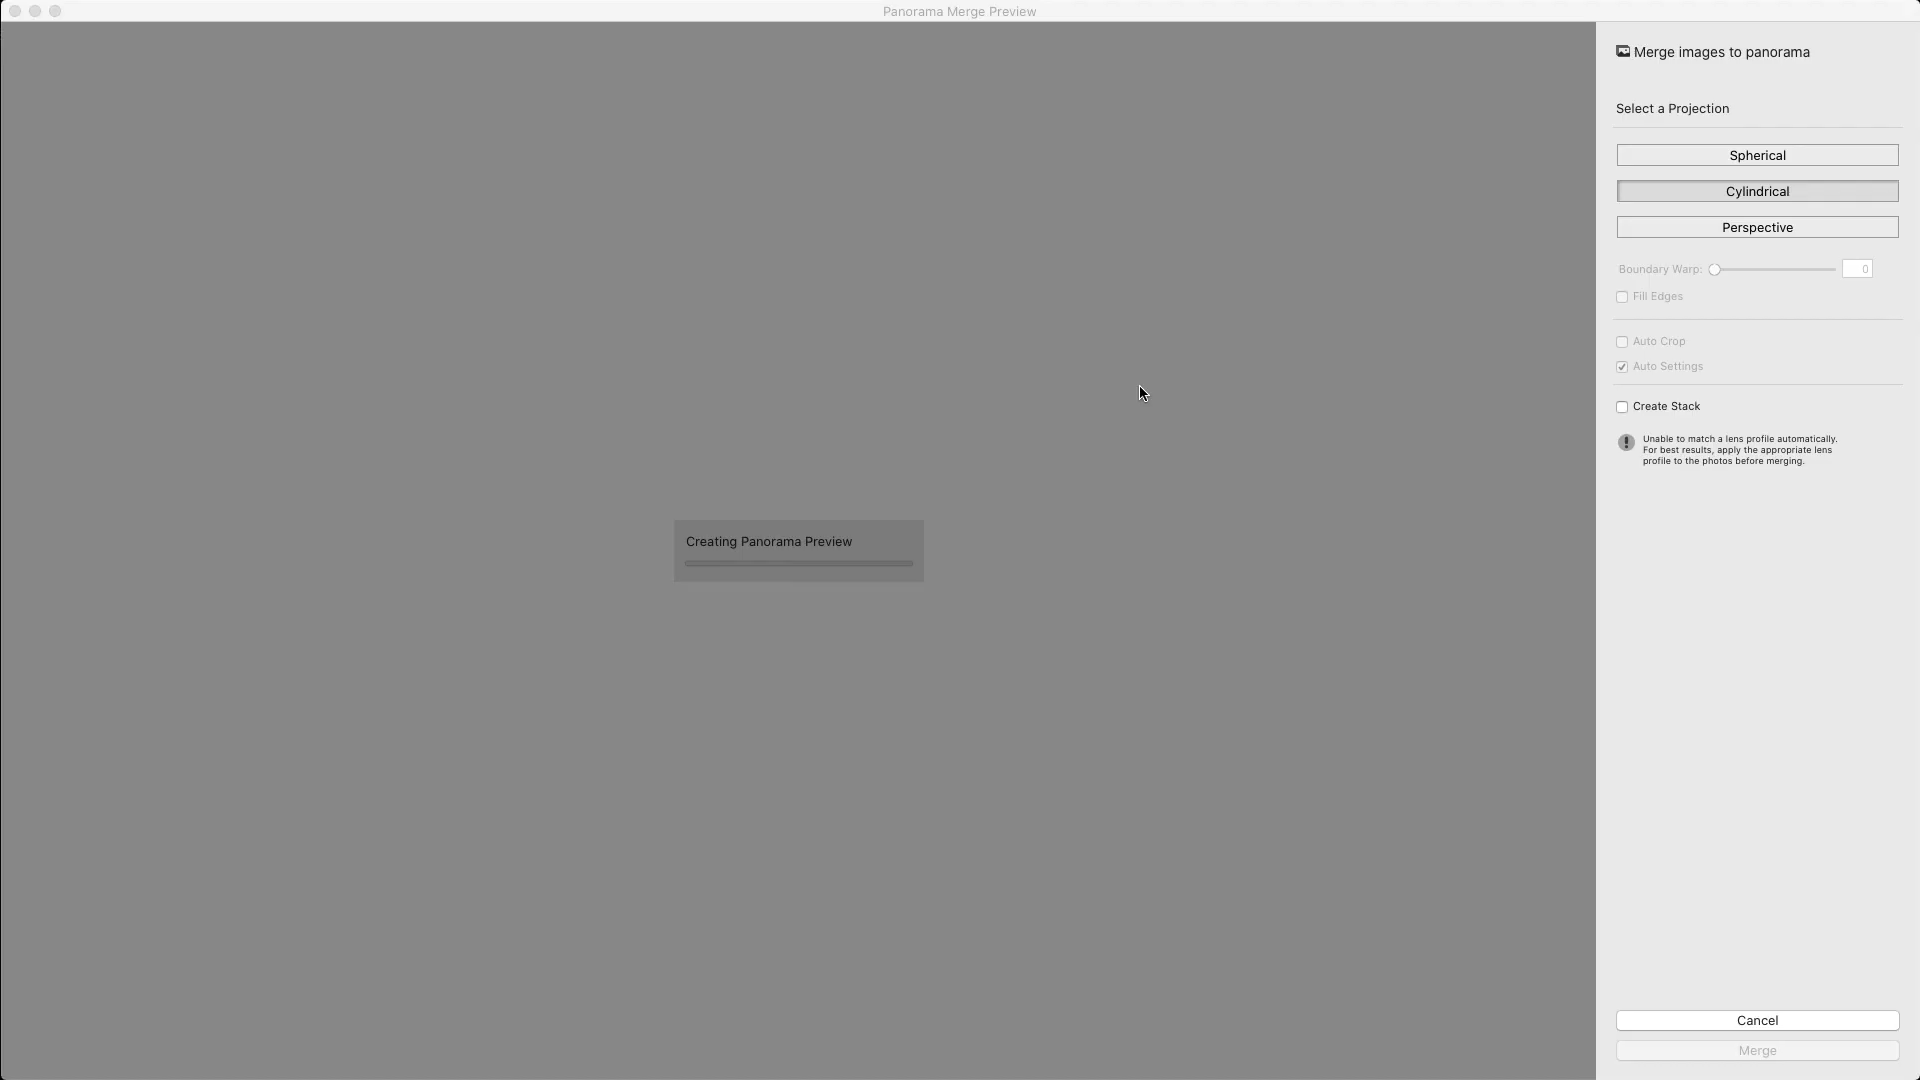 Panorama Merge Preview
Merge images to panorama
Select a Projection
Spherical
Cylindrical
Perspective
Boundary Warp: 0
Fill Edges
Auto Crop
Auto Settings
Create Stack
Unable to match a lens profile automatically.
For best results, apply the appropriate lens
profile to the photos before merging.
Creating Panorama Preview
Cancel
Merge